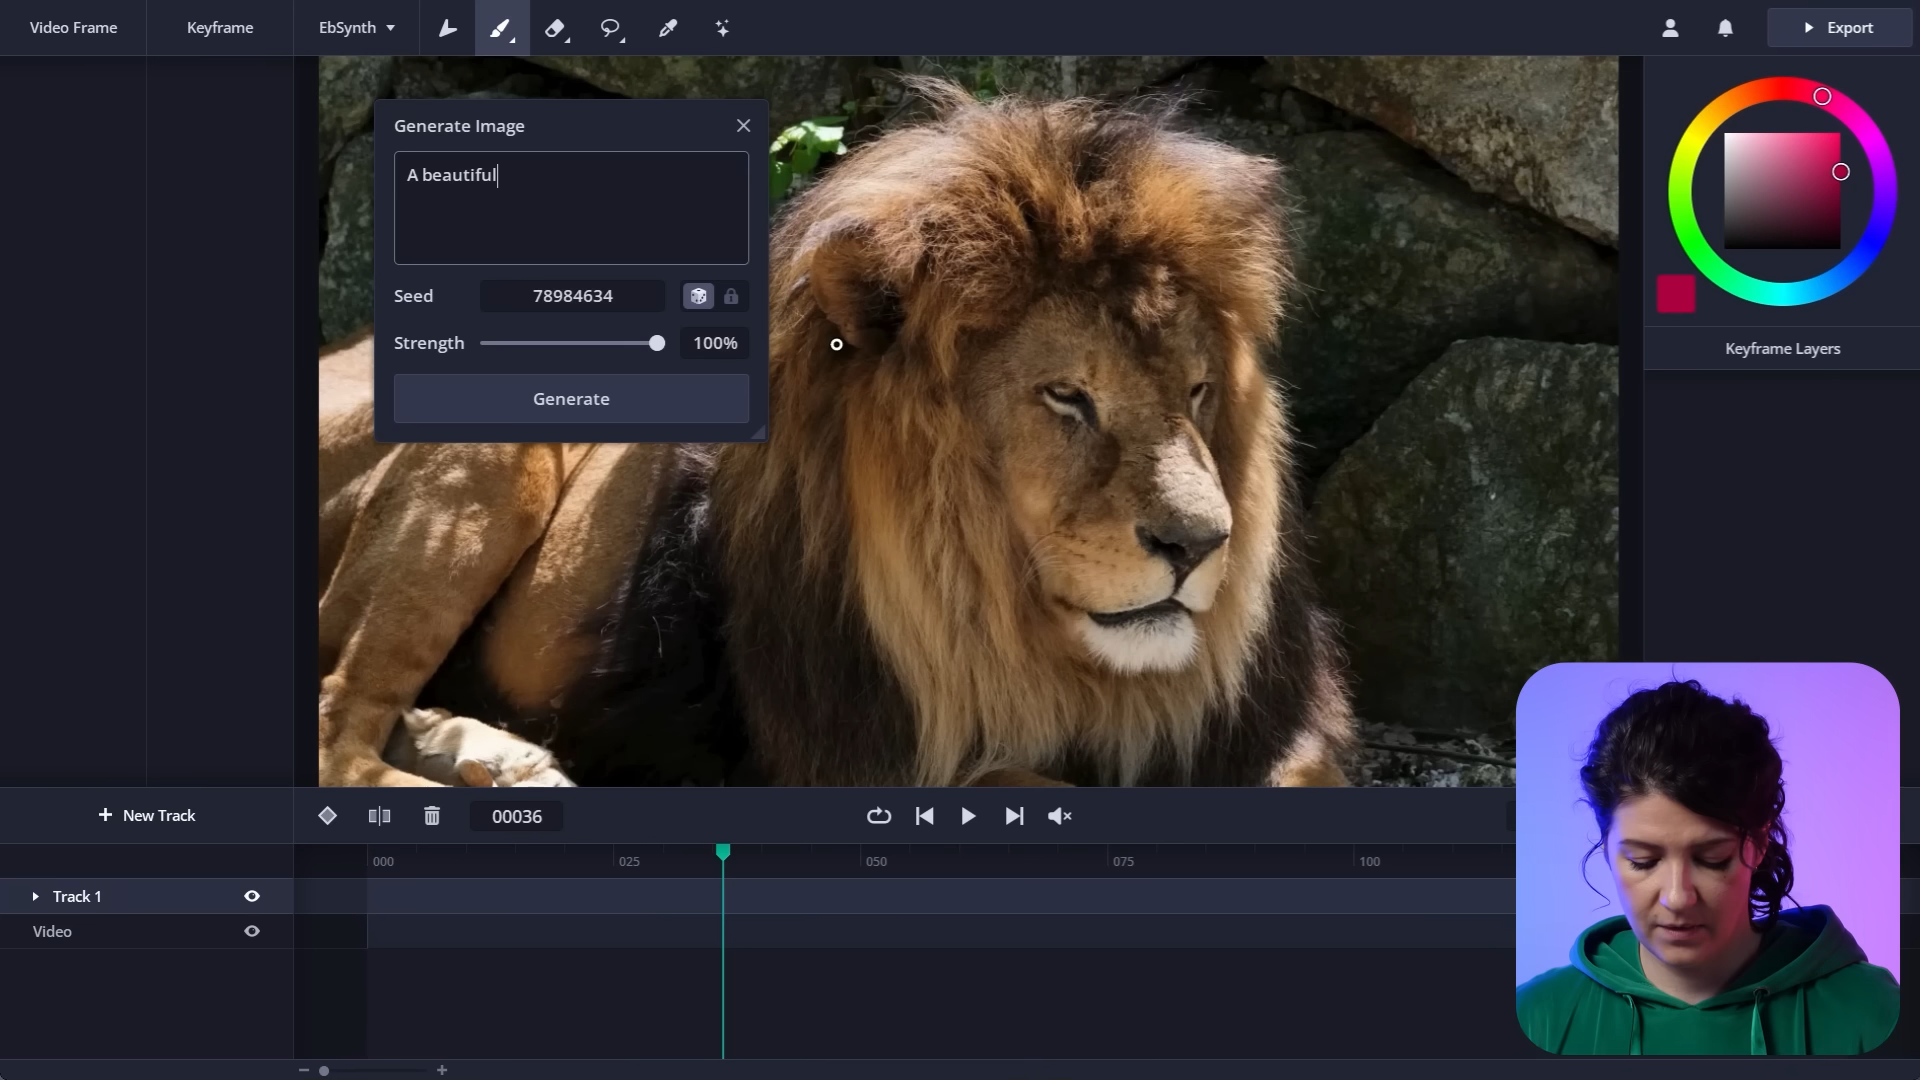 Video Frame
Keyframe
EbSynth
Export
Generate Image
A beautiful
Seed
78984634
Strength
100%
Generate
Keyframe Layers
New Track
00036
000
025
050
075
100
Track 1
Video